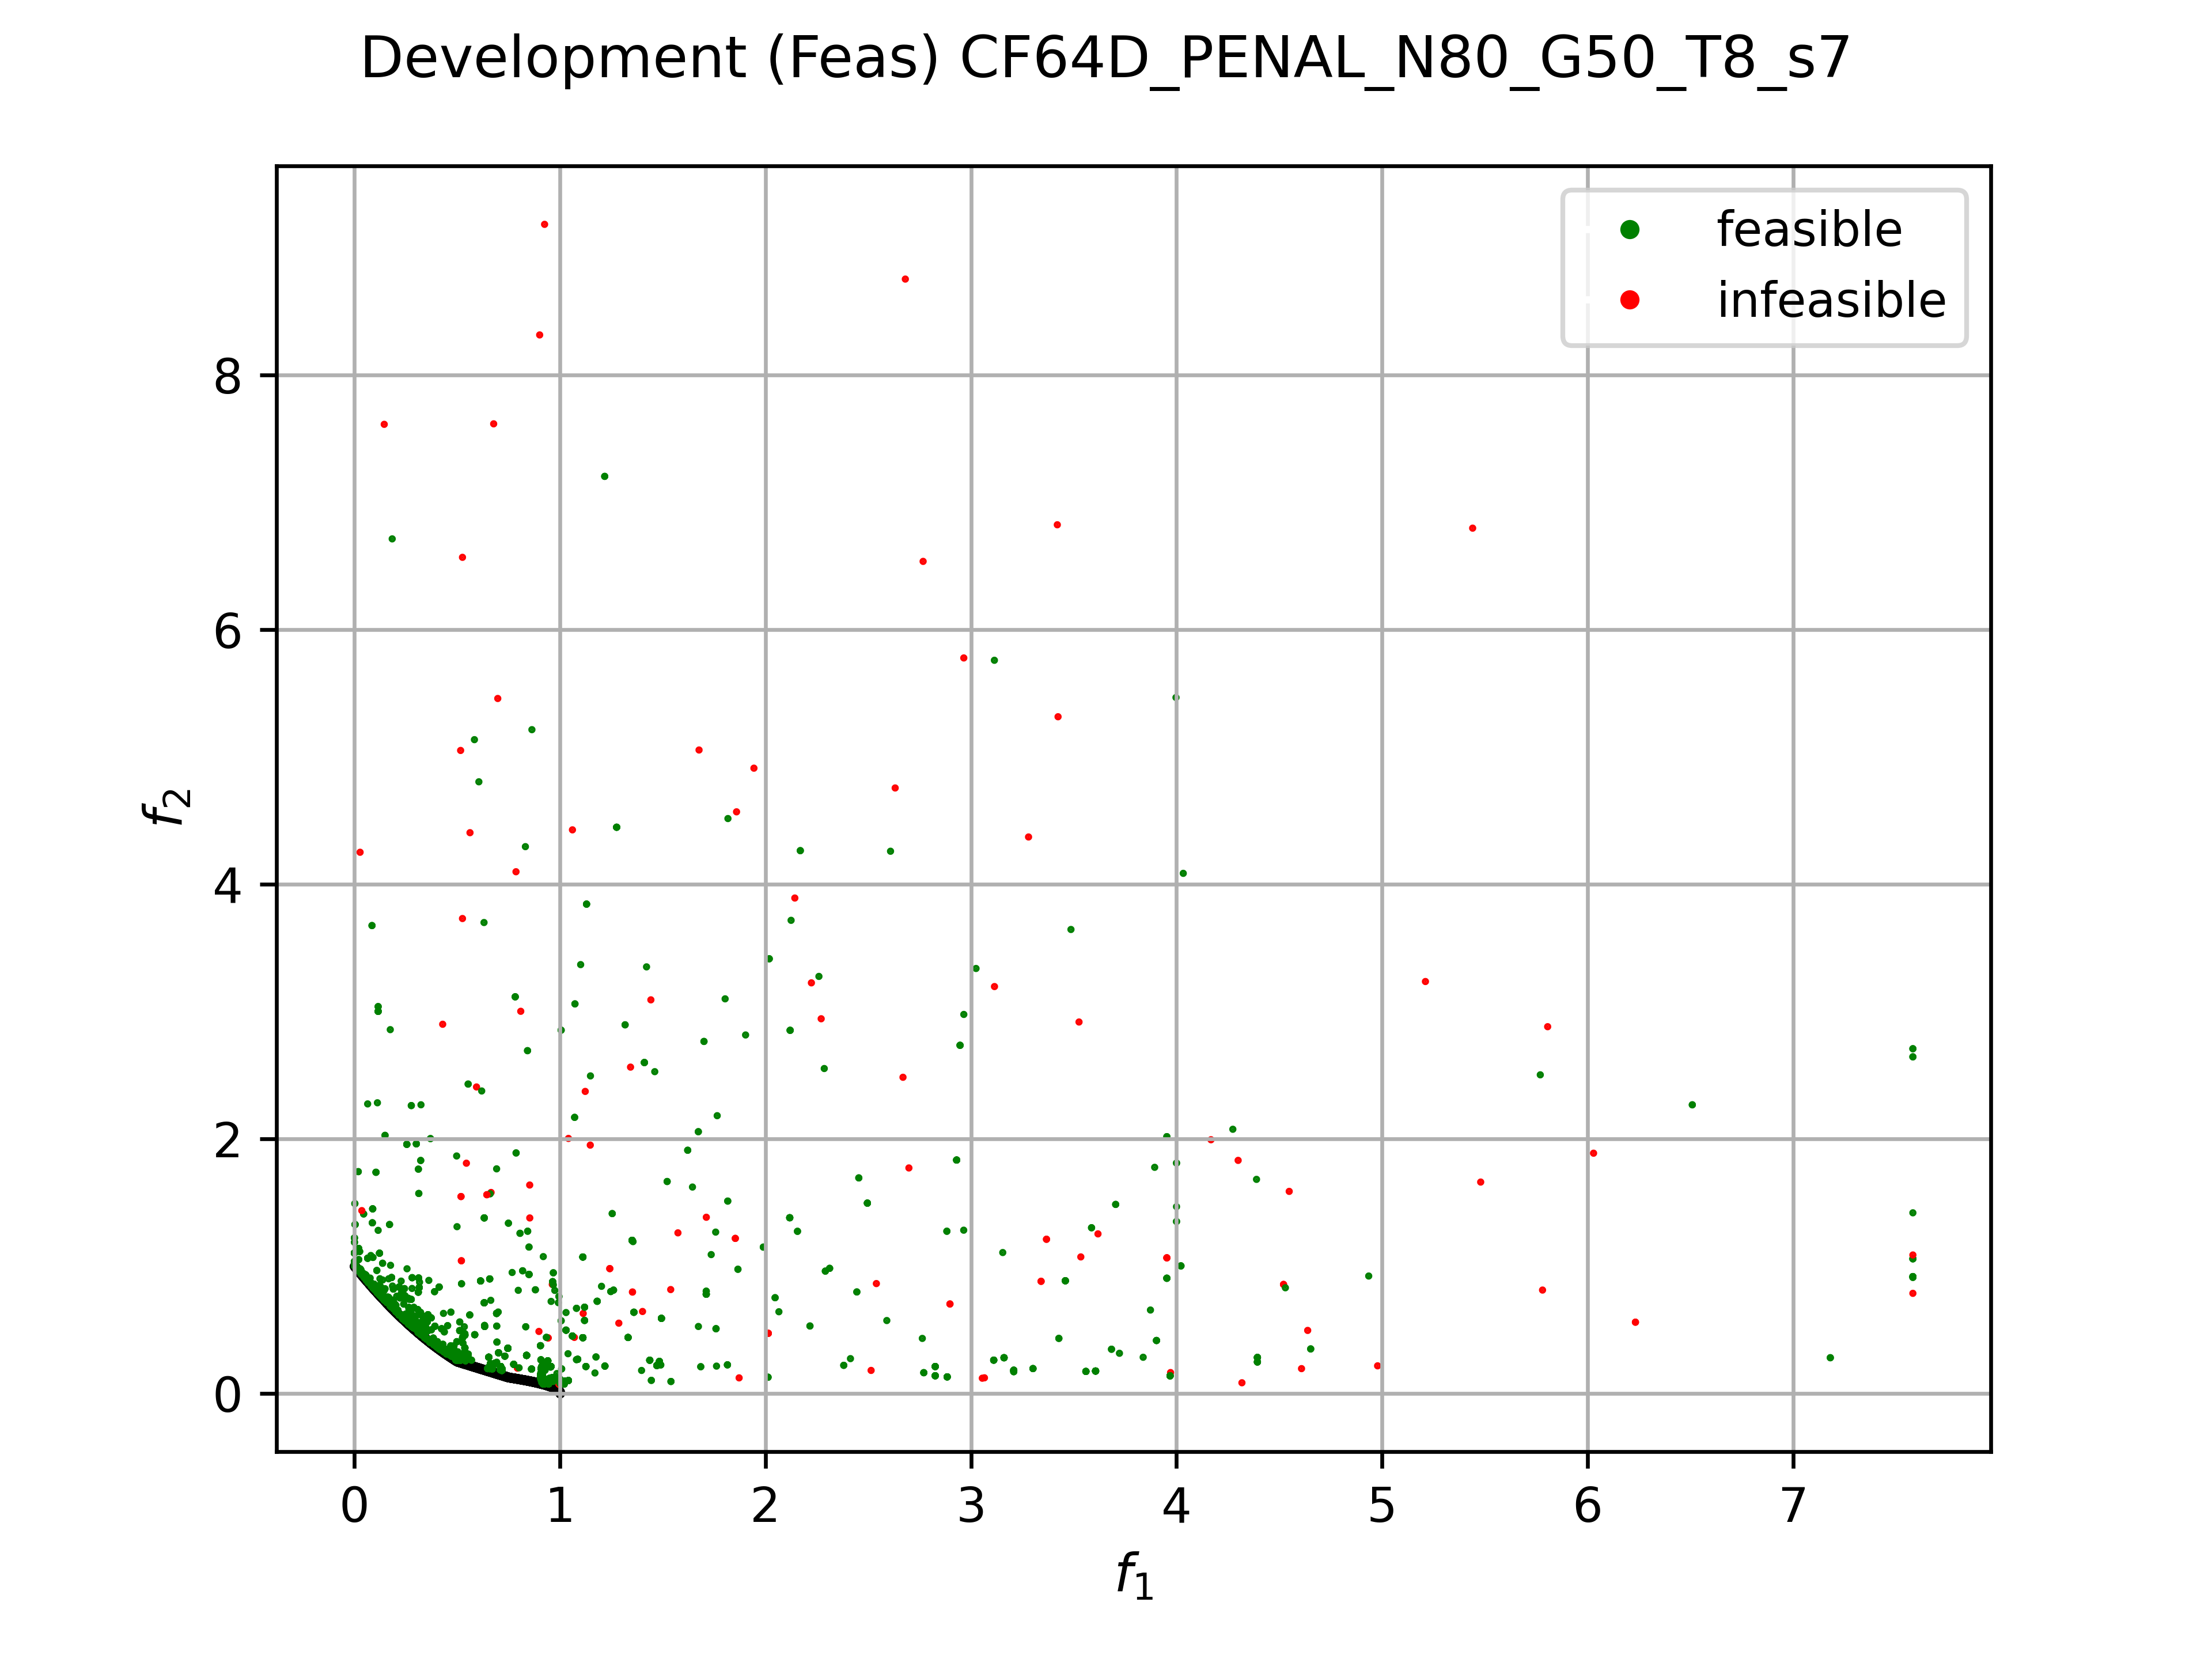 Development (Feas) CF64D_PENAL_N80_G50_T8_s7
feasible
infeasible
8
6
4
2
0
f2
0 1 2 3 4 5 6 7
f1